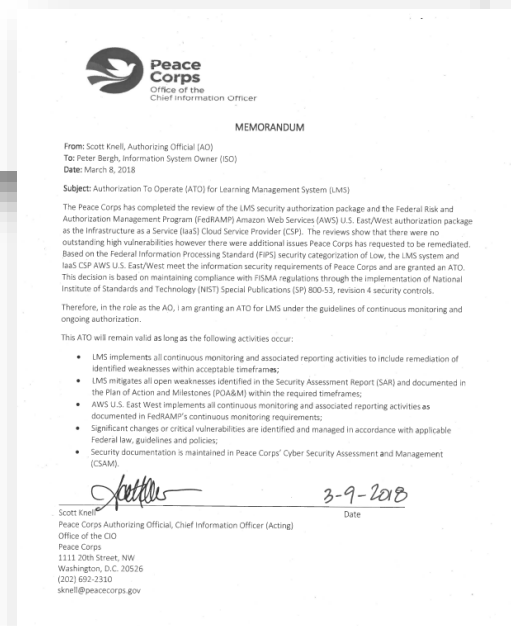 Peace
Corps
Office of the
Chief Information Officer
MEMORANDUM
From: Scott Knell, Authorizing Official (AO)
To: Peter Bergh, Information System Owner (ISO)
Date: March 8, 2018
Subject: Authorization To Operate (ATO) for Learning Management System (LMS)
The Peace Corps has completed the review of the LMS security authorization package and the Federal Risk and
Authorization Management Program (FedRAMP) Amazon Web Services (AWS) U.S. East/West authorization package
as the Infrastructure as a Service (IaaS) Cloud Service Provider (CSP). The reviews show that there were no
outstanding high vulnerabilities however there were additional issues Peace Corps has requested to be remediated.
Based on the Federal Information Processing Standard (FIPS) security categorization of Low, the LMS system and
IaaS CSP AWS U.S. East/West meet the information security requirements of Peace Corps and are granted an ATO.
This decision is based on maintaining compliance with FISMA regulations through the implementation of National
Institute of Standards and Technology (NIST) Special Publications (SP) 800-53, revision 4 security controls.
Therefore, in the role as the AO, I am granting an ATO for LMS under the guidelines of continuous monitoring and
ongoing authorization.
This ATO will remain valid as long as the following activities occur:
• LMS implements all continuous monitoring and associated reporting activities to include remediation of
identified weaknesses within acceptable timeframes;
• LMS mitigates all open weaknesses identified in the Security Assessment Report (SAR) and documented in
the Plan of Action and Milestones (POA&M) within the required timeframes;
• AWS U.S. East West implements all continuous monitoring and associated reporting activities as
documented in FedRAMP's continuous monitoring requirements;
• Significant changes or critical vulnerabilities are identified and managed in accordance with applicable
Federal law, guidelines and policies;
• Security documentation is maintained in Peace Corps' Cyber Security Assessment and Management
(CSAM).
3-9-2018
Scott Knell
Date
Peace Corps Authorizing Official, Chief Information Officer (Acting)
Office of the CIO
Peace Corps
1111 20th Street, NW
Washington, D.C. 20526
(202) 692-2310
sknell@peacecorps.gov